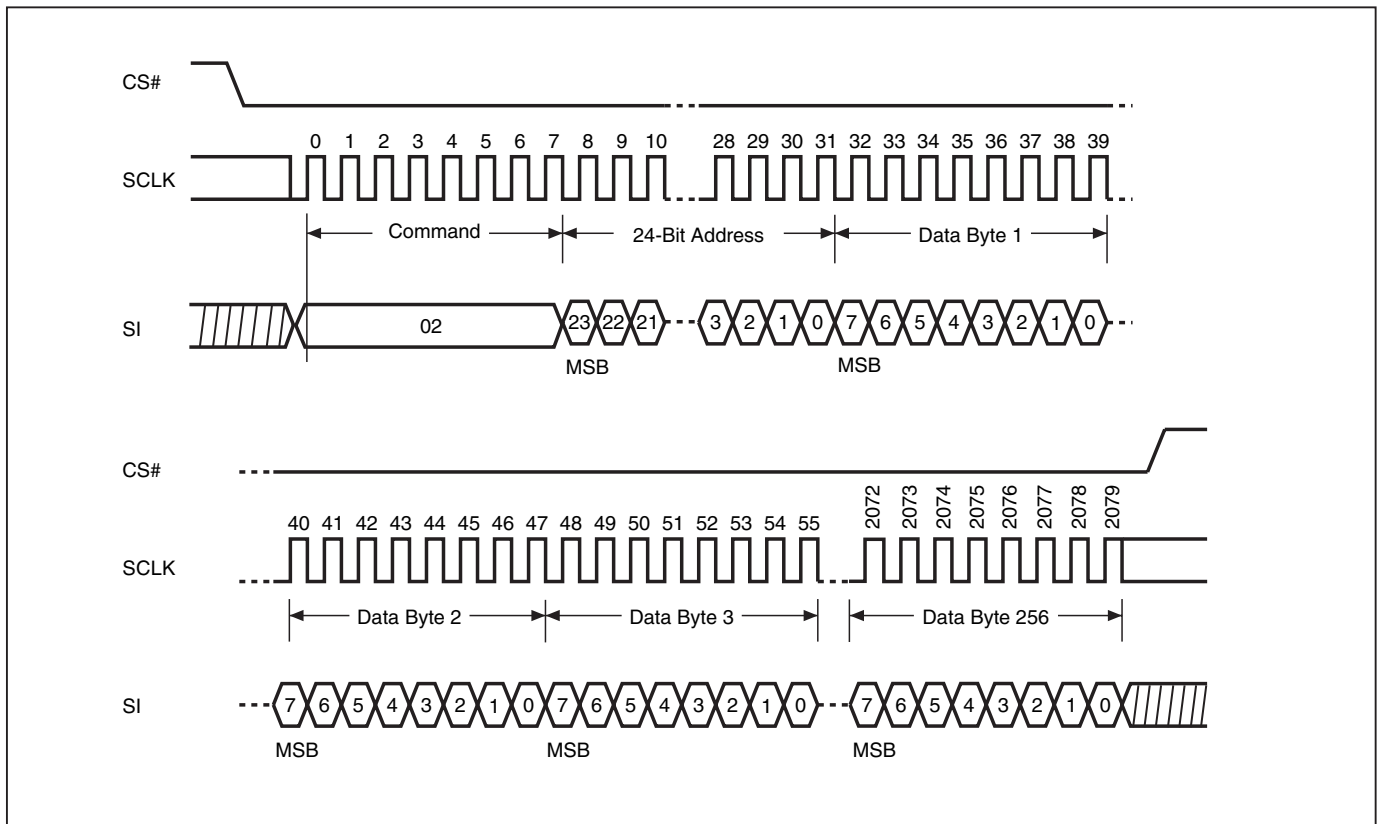 CS#
0 1 2 3 4 5 6 7 8 9 10 28 29 30 31 32 33 34 35 36 37 38 39
SCLK
Command 24-Bit Address Data Byte 1
SI 02 23 22 21 3 2 1 0 7 6 5 4 3 2 1 0
MSB MSB
CS#
40 41 42 43 44 45 46 47 48 49 50 51 52 53 54 55 2072 2073 2074 2075 2076 2077 2078 2079
SCLK
Data Byte 2 Data Byte 3 Data Byte 256
SI 7 6 5 4 3 2 1 0 7 6 5 4 3 2 1 0 7 6 5 4 3 2 1 0
MSB MSB MSB